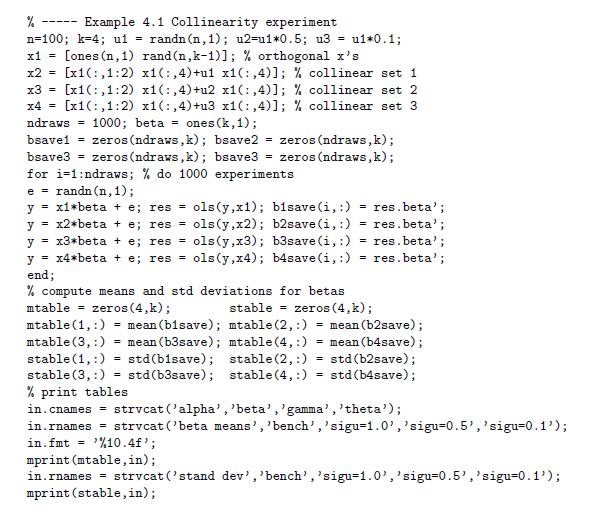 % ----- Example 4.1 Collinearity experiment
n=100; k=4; u1 = randn(n,1); u2=u1*0.5; u3 = u1*0.1;
x1 = [ones(n,1) rand(n,k-1)]; % orthogonal x's
x2 = [x1(:,1:2) x1(:,4)+u1 x1(:,4)]; % collinear set 1
x3 = [x1(:,1:2) x1(:,4)+u2 x1(:,4)]; % collinear set 2
x4 = [x1(:,1:2) x1(:,4)+u3 x1(:,4)]; % collinear set 3
ndraws = 1000; beta = ones(k,1);
bsave1 = zeros(ndraws,k); bsave2 = zeros(ndraws,k);
bsave3 = zeros(ndraws,k); bsave3 = zeros(ndraws,k);
for i=1:ndraws; % do 1000 experiments
e = randn(n,1);
y = x1*beta + e; res = ols(y,x1); b1save(i,:) = res.beta';
y = x2*beta + e; res = ols(y,x2); b2save(i,:) = res.beta';
y = x3*beta + e; res = ols(y,x3); b3save(i,:) = res.beta';
y = x4*beta + e; res = ols(y,x4); b4save(i,:) = res.beta';
end;
% compute means and std deviations for betas
mtable = zeros(4,k);      stable = zeros(4,k);
mtable(1,:) = mean(b1save); mtable(2,:) = mean(b2save);
mtable(3,:) = mean(b3save); mtable(4,:) = mean(b4save);
stable(1,:) = std(b1save);  stable(2,:) = std(b2save);
stable(3,:) = std(b3save);  stable(4,:) = std(b4save);
% print tables
in.cnames = strvcat('alpha','beta','gamma','theta');
in.rnames = strvcat('beta means','bench','sigu=1.0','sigu=0.5','sigu=0.1');
in.fmt = '%10.4f';
mprint(mtable,in);
in.rnames = strvcat('stand dev','bench','sigu=1.0','sigu=0.5','sigu=0.1');
mprint(stable,in);